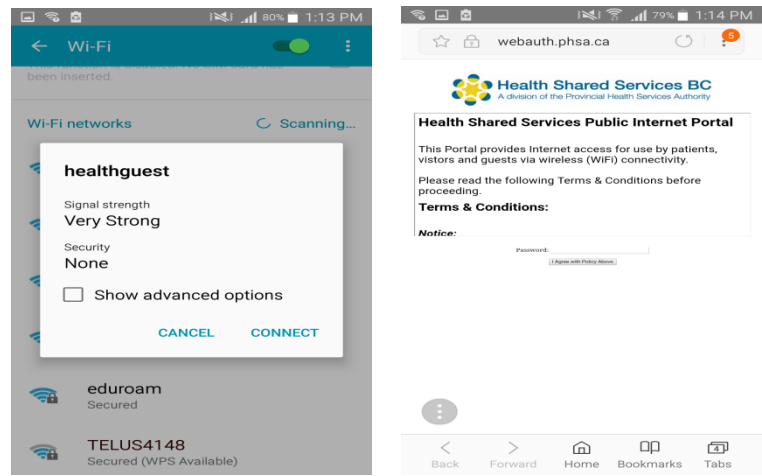 80% 1:13 PM
Wi-Fi
been inserted.
Wi-Fi networks Scanning...
healthguest
Signal strength
Very Strong
Security
None
Show advanced options
CANCEL CONNECT
eduroam
Secured
TELUS4148
Secured (WPS Available)
79% 1:14 PM
webauth.phsa.ca 5
Health Shared Services BC
A division of the Provincial Health Services Authority
Health Shared Services Public Internet Portal
This Portal provides Internet access for use by patients,
vistors and guests via wireless (WiFi) connectivity.
Please read the following Terms & Conditions before
proceeding.
Terms & Conditions:
Notice:
Password:
I Agree with Policy Above
4
Back Forward Home Bookmarks Tabs